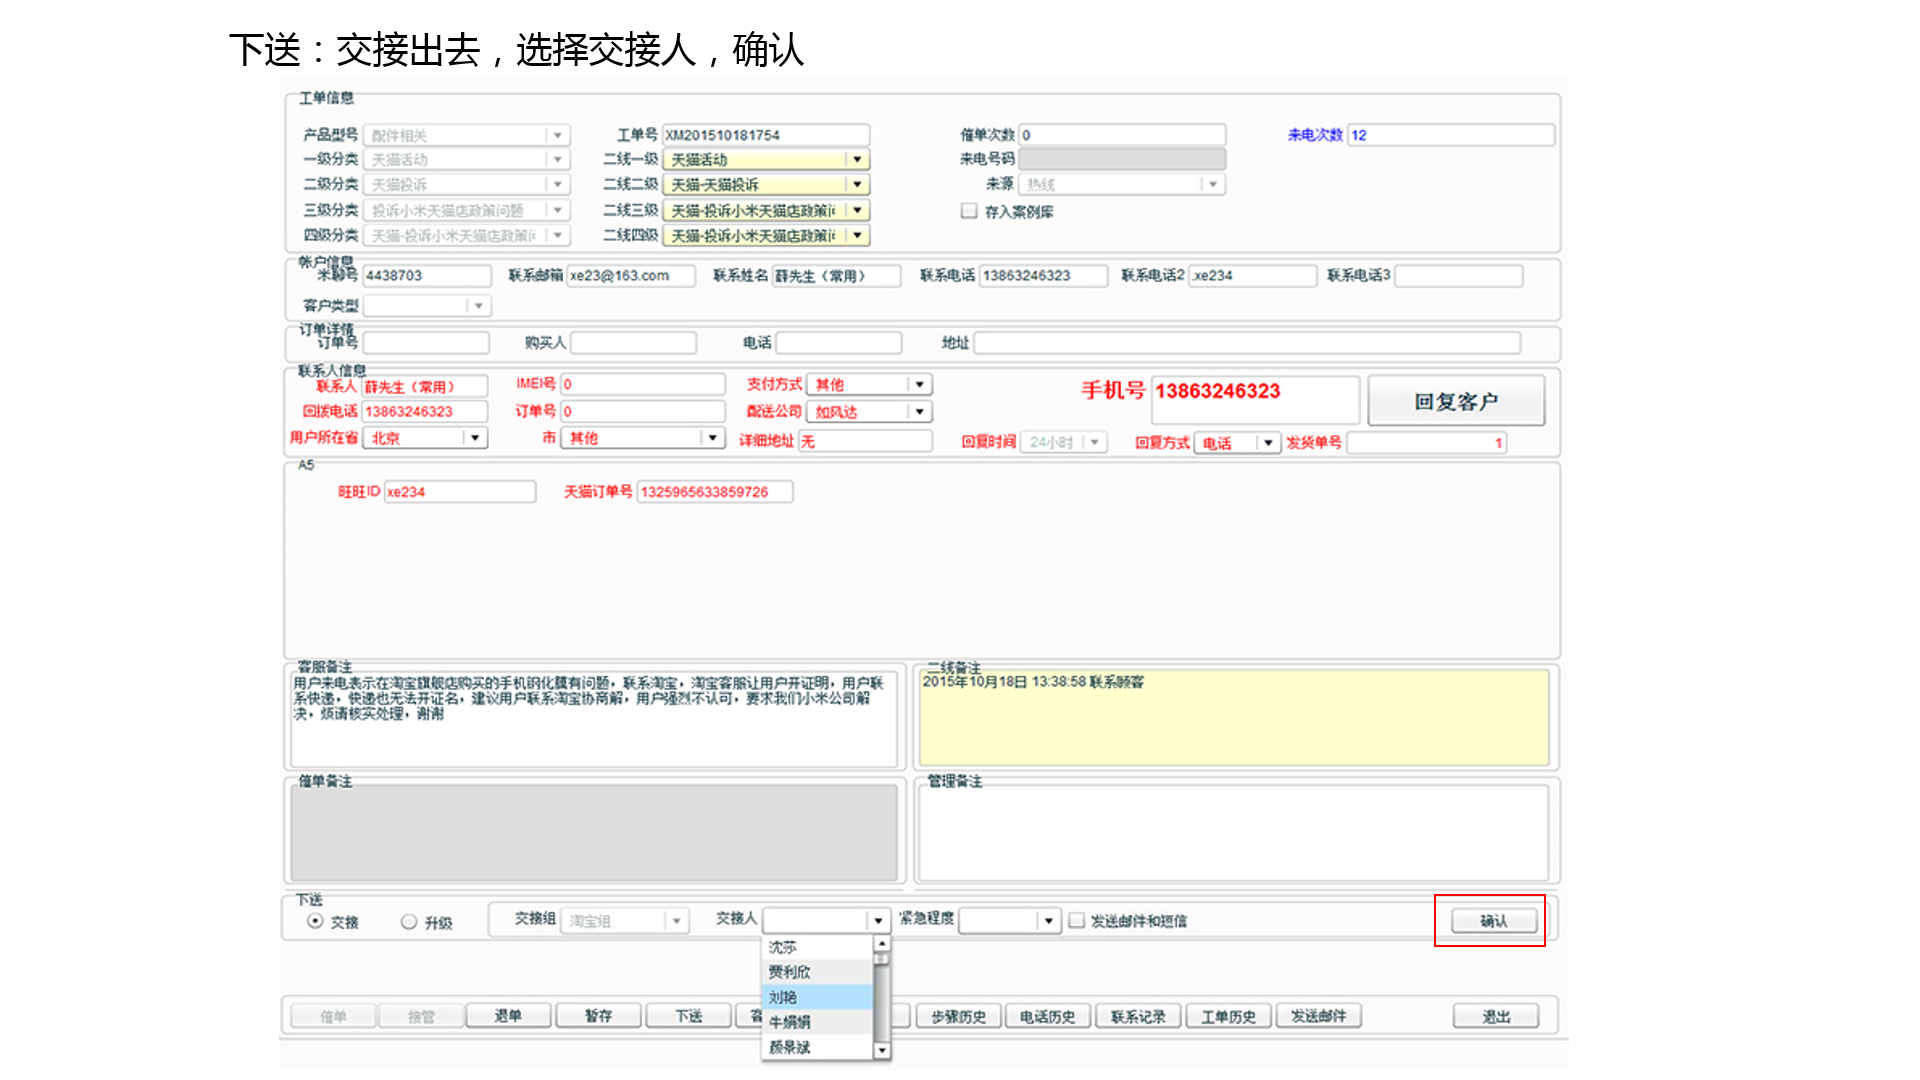 下送：交接出去，选择交接人，确认
工单信息
产品型号 配件相关 工单号 XM201510181754 催单次数 0 来电次数 12
一级分类 天猫活动 二线一级 天猫活动 来电号码
二级分类 天猫投诉 二线二级 天猫-天猫投诉 来源 热线
三级分类 投诉小米天猫店政策问题 二线三级 天猫-投诉小米天猫店政策 存入案例库
四级分类 天猫-投诉小米天猫店政策 二线四级 天猫-投诉小米天猫店政策
帐户信息
米聊号 4438703 联系邮箱 xe23@163.com 联系姓名 薛先生（常用） 联系电话 13863246323 联系电话2 xe234 联系电话3
客户类型
订单详情
订单号 购买人 电话 地址
联系人信息
联系人 薛先生（常用） IMEI号 0 支付方式 其他 手机号 13863246323 回复客户
回拨电话 13863246323 订单号 0 配送公司 如风达
用户所在省 北京 市 其他 详细地址 无 回复时间 24小时 回复方式 电话 发货单号 1
A5
旺旺ID xe234 天猫订单号 1325965633859726
客服备注
用户来电表示在淘宝旗舰店购买的手机钢化膜有问题，联系淘宝，淘宝客服让用户开证明，用户联
系快递，快递也无法开证名，建议用户联系淘宝协商解，用户强烈不认可，要求我们小米公司解
决，烦请核实处理，谢谢
二线备注
2015年10月18日 13:38:58 联系顾客
催单备注
管理备注
下送
交接 升级 交接组 淘宝组 交接人 紧急程度 发送邮件和短信 确认
沈莎
贾利欣
刘艳
牛娟娟
颜景斌
催单 接管 退单 暂存 下送 客 步骤历史 电话历史 联系记录 工单历史 发送邮件 退出